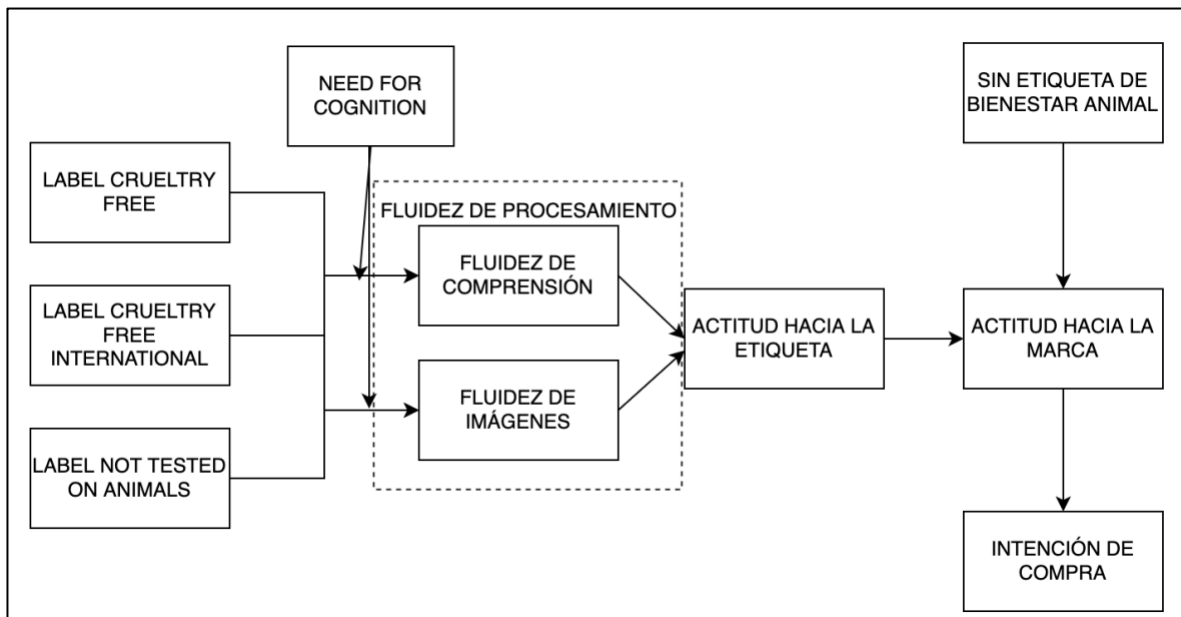 NEED FOR
COGNITION
SIN ETIQUETA DE
BIENESTAR ANIMAL
LABEL CRUELTRY
FREE
FLUIDEZ DE PROCESAMIENTO
FLUIDEZ DE
COMPRENSIÓN
LABEL CRUELTRY
FREE
INTERNATIONAL
ACTITUD HACIA LA
ETIQUETA
ACTITUD HACIA LA
MARCA
FLUIDEZ DE
IMÁGENES
LABEL NOT TESTED
ON ANIMALS
INTENCIÓN DE
COMPRA